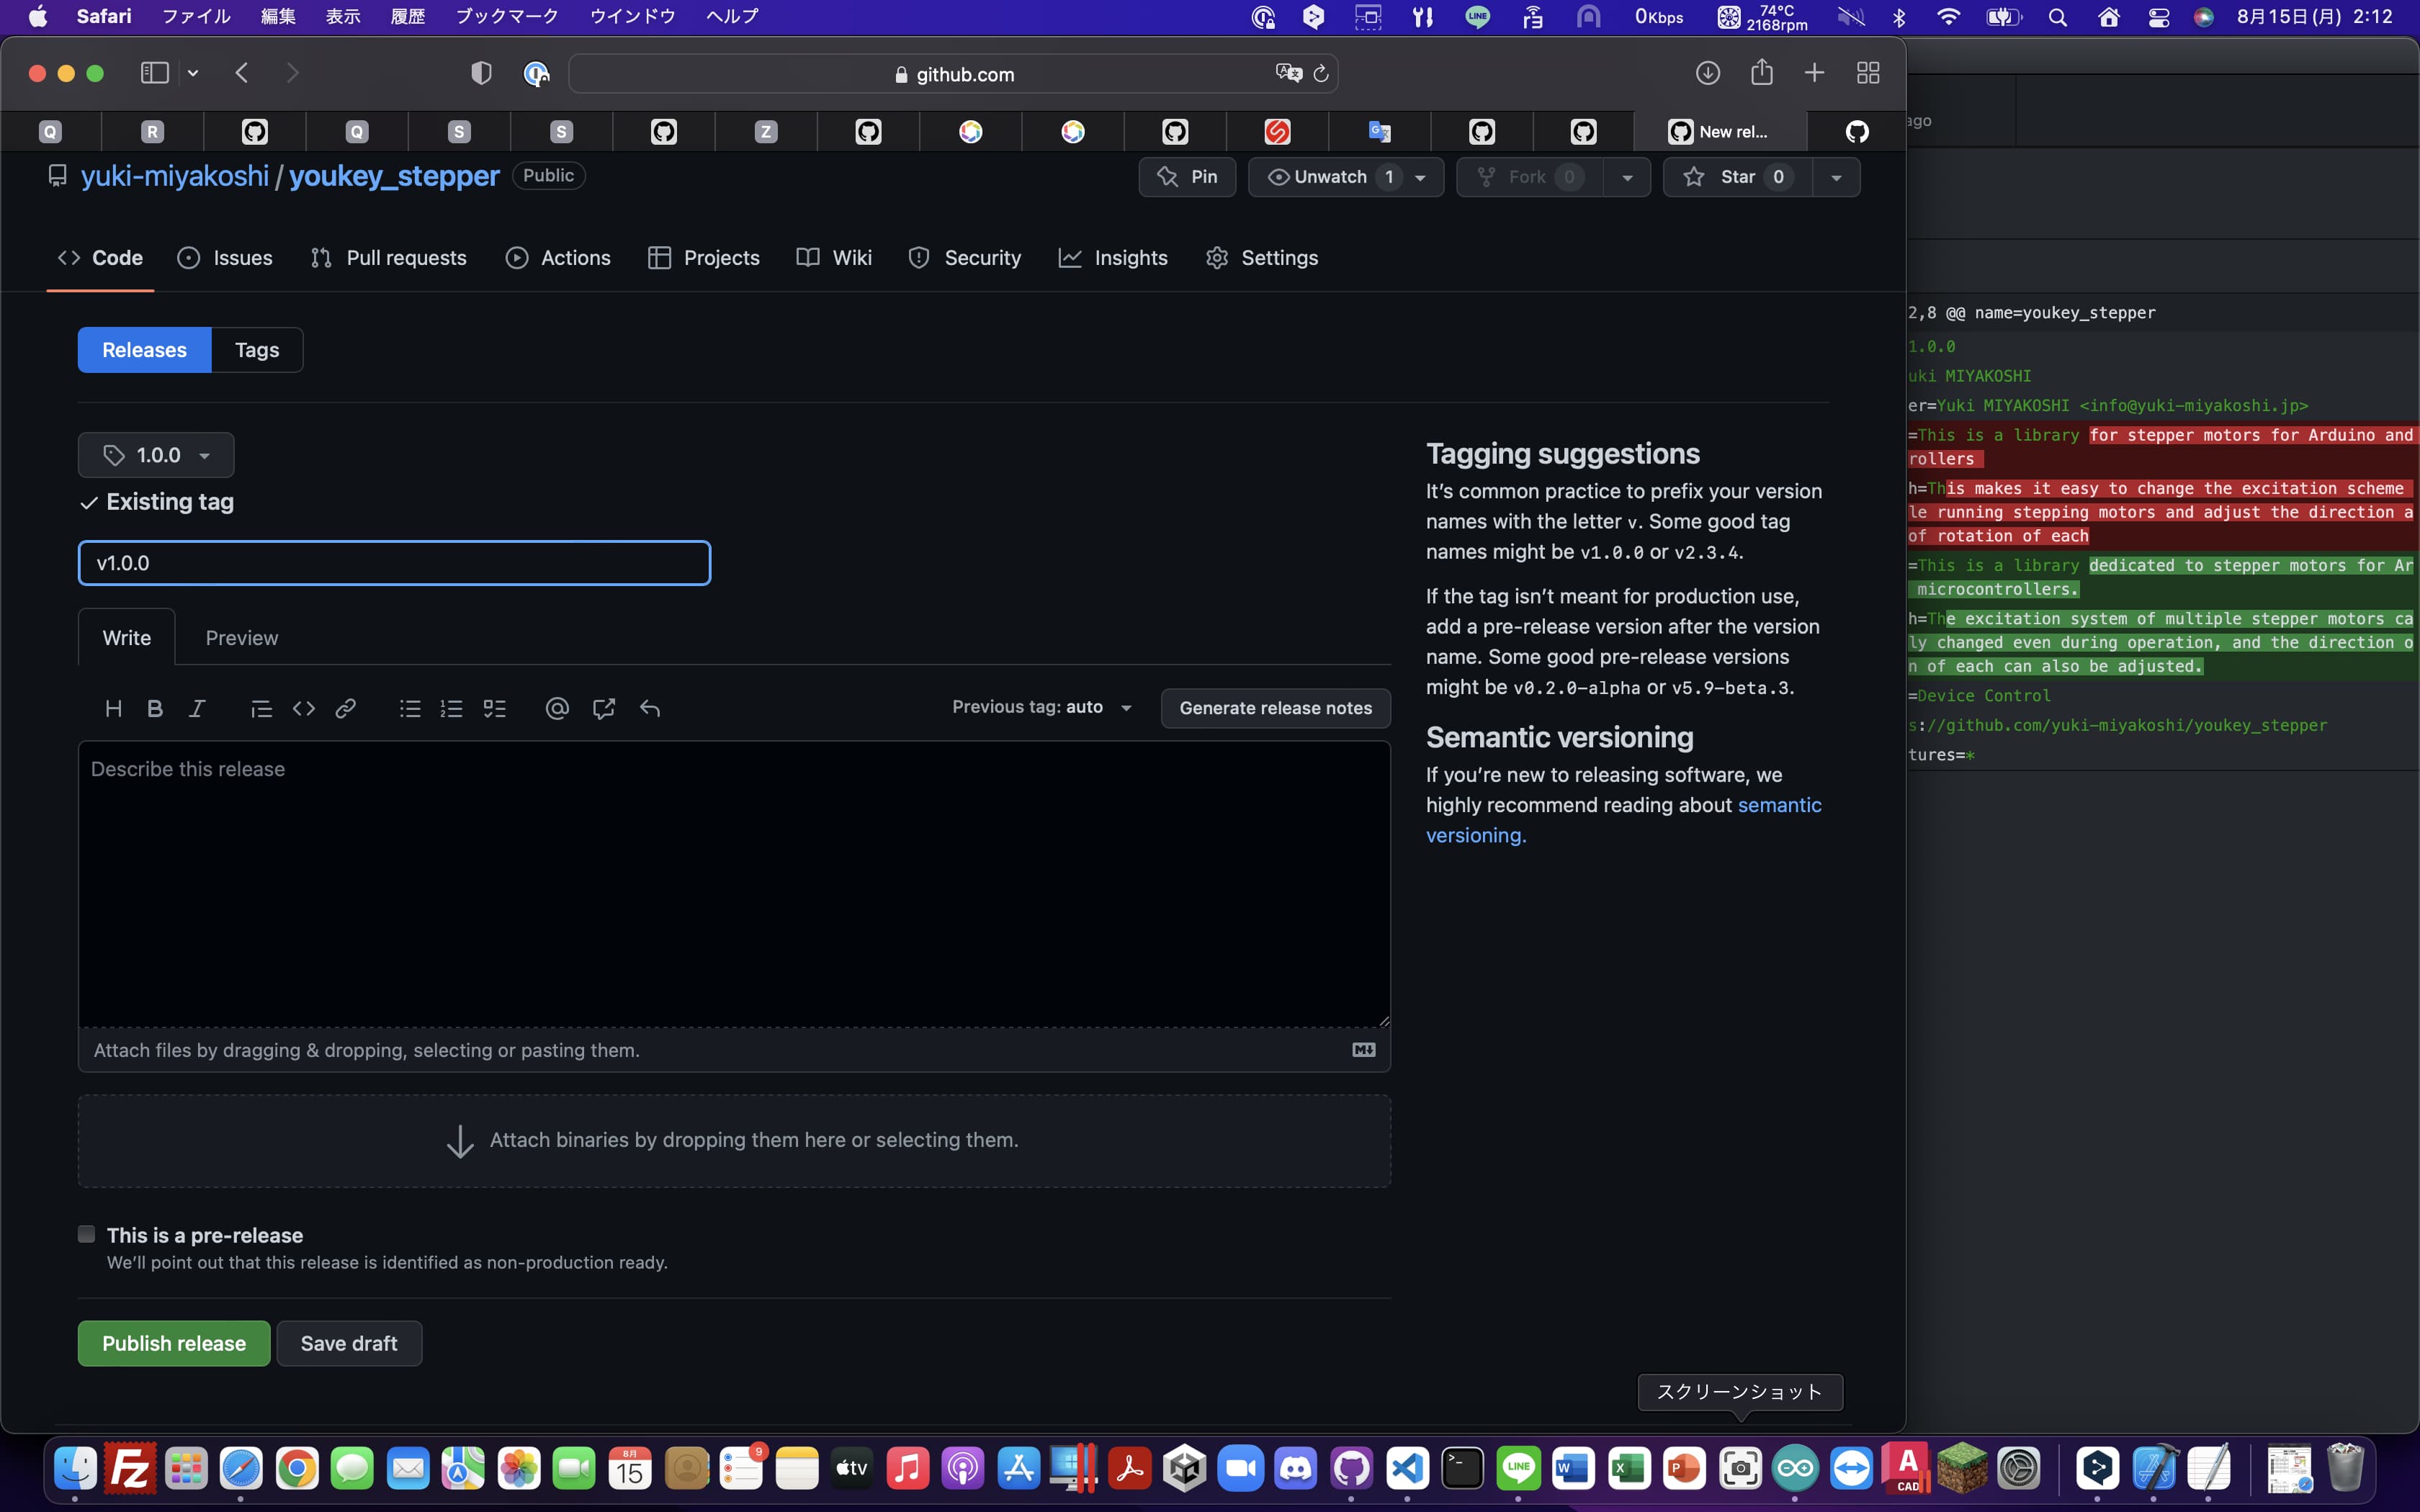 Safari ファイル 編集 表示 履歴 ブックマーク ウインドウ ヘルプ
LINE 0Kbps 74°C 2168rpm 8月15日(月) 2:12
github.com
Q R Q S S Z New rel...
yuki-miyakoshi / youkey_stepper Public
Pin Unwatch 1 Fork 0 Star 0
Code Issues Pull requests Actions Projects Wiki Security Insights Settings
Releases Tags
1.0.0
Existing tag
v1.0.0
Write Preview
H B I Previous tag: auto Generate release notes
Describe this release
Attach files by dragging & dropping, selecting or pasting them.
Attach binaries by dropping them here or selecting them.
This is a pre-release
We'll point out that this release is identified as non-production ready.
Publish release Save draft
Tagging suggestions
It's common practice to prefix your version
names with the letter v. Some good tag
names might be v1.0.0 or v2.3.4.
If the tag isn't meant for production use,
add a pre-release version after the version
name. Some good pre-release versions
might be v0.2.0-alpha or v5.9-beta.3.
Semantic versioning
If you're new to releasing software, we
highly recommend reading about semantic
versioning.
ago
2,8 @@ name=youkey_stepper
1.0.0
uki MIYAKOSHI
er=Yuki MIYAKOSHI <info@yuki-miyakoshi.jp>
=This is a library for stepper motors for Arduino and
rollers
h=This makes it easy to change the excitation scheme
le running stepping motors and adjust the direction a
of rotation of each
=This is a library dedicated to stepper motors for Ar
microcontrollers.
h=The excitation system of multiple stepper motors ca
ly changed even during operation, and the direction o
n of each can also be adjusted.
=Device Control
s://github.com/yuki-miyakoshi/youkey_stepper
tures=*
スクリーンショット
Fz 8月 15 9 tv LINE W X P A CAD